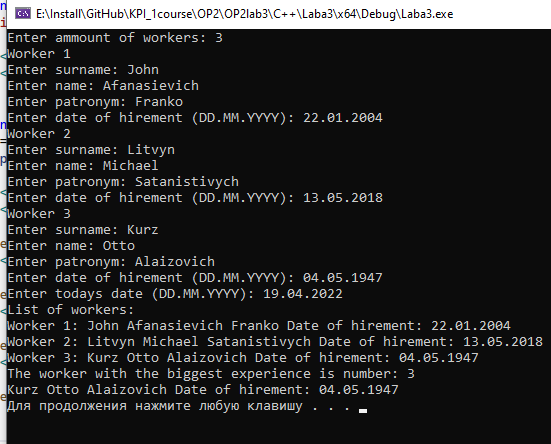 E:\Install\GitHub\KPI_1course\OP2\OP2lab3\C++\Laba3\x64\Debug\Laba3.exe
Enter ammount of workers: 3
Worker 1
Enter surname: John
Enter name: Afanasievich
Enter patronym: Franko
Enter date of hirement (DD.MM.YYYY): 22.01.2004
Worker 2
Enter surname: Litvyn
Enter name: Michael
Enter patronym: Satanistivych
Enter date of hirement (DD.MM.YYYY): 13.05.2018
Worker 3
Enter surname: Kurz
Enter name: Otto
Enter patronym: Alaizovich
Enter date of hirement (DD.MM.YYYY): 04.05.1947
Enter todays date (DD.MM.YYYY): 19.04.2022
List of workers:
Worker 1: John Afanasievich Franko Date of hirement: 22.01.2004
Worker 2: Litvyn Michael Satanistivych Date of hirement: 13.05.2018
Worker 3: Kurz Otto Alaizovich Date of hirement: 04.05.1947
The worker with the biggest experience is number: 3
Kurz Otto Alaizovich Date of hirement: 04.05.1947
Для продолжения нажмите любую клавишу . . .